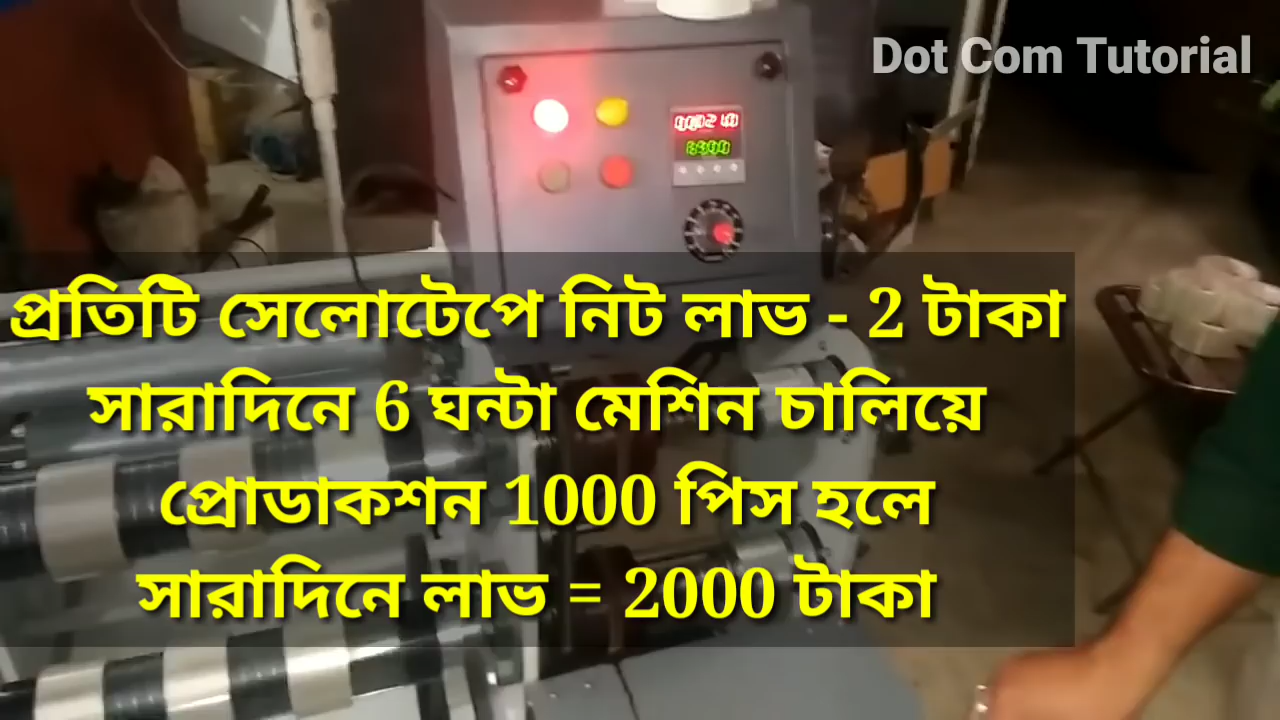 Dot Com Tutorial
প্রতিটি সেলোটেপে নিট লাভ - 2 টাকা
সারাদিনে 6 ঘন্টা মেশিন চালিয়ে
প্রোডাকশন 1000 পিস হলে
সারাদিনে লাভ = 2000 টাকা